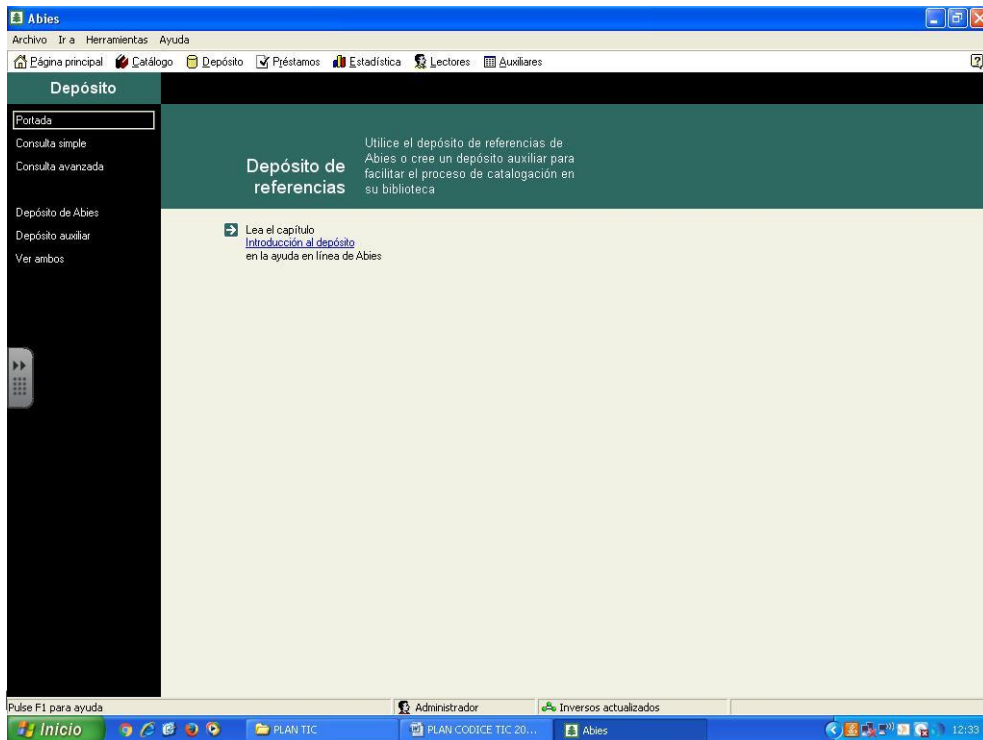 Abies
Archivo Ir a Herramientas Ayuda
Página principal Catálogo Depósito Préstamos Estadística Lectores Auxiliares
Depósito
Portada
Consulta simple
Consulta avanzada
Depósito de Abies
Depósito auxiliar
Ver ambos
Depósito de
referencias
Utilice el depósito de referencias de
Abies o cree un depósito auxiliar para
facilitar el proceso de catalogación en
su biblioteca
Lea el capítulo
Introducción al depósito
en la ayuda en línea de Abies
Pulse F1 para ayuda Administrador Inversos actualizados
Inicio PLAN TIC PLAN CODICE TIC 20... Abies 12:33